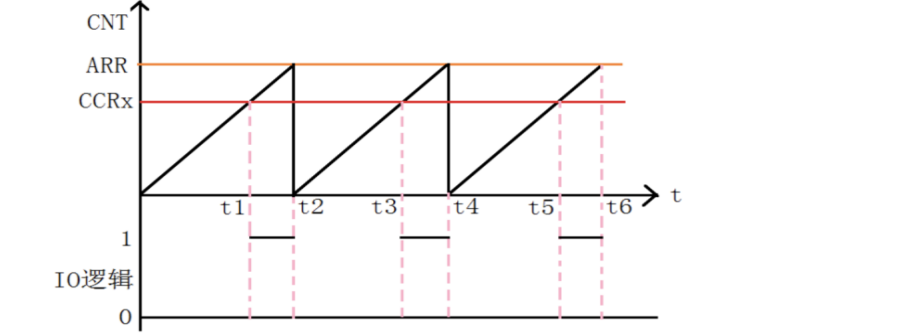 CNT
ARR
CCRx
t
t1 t2 t3 t4 t5 t6
1
IO逻辑
0